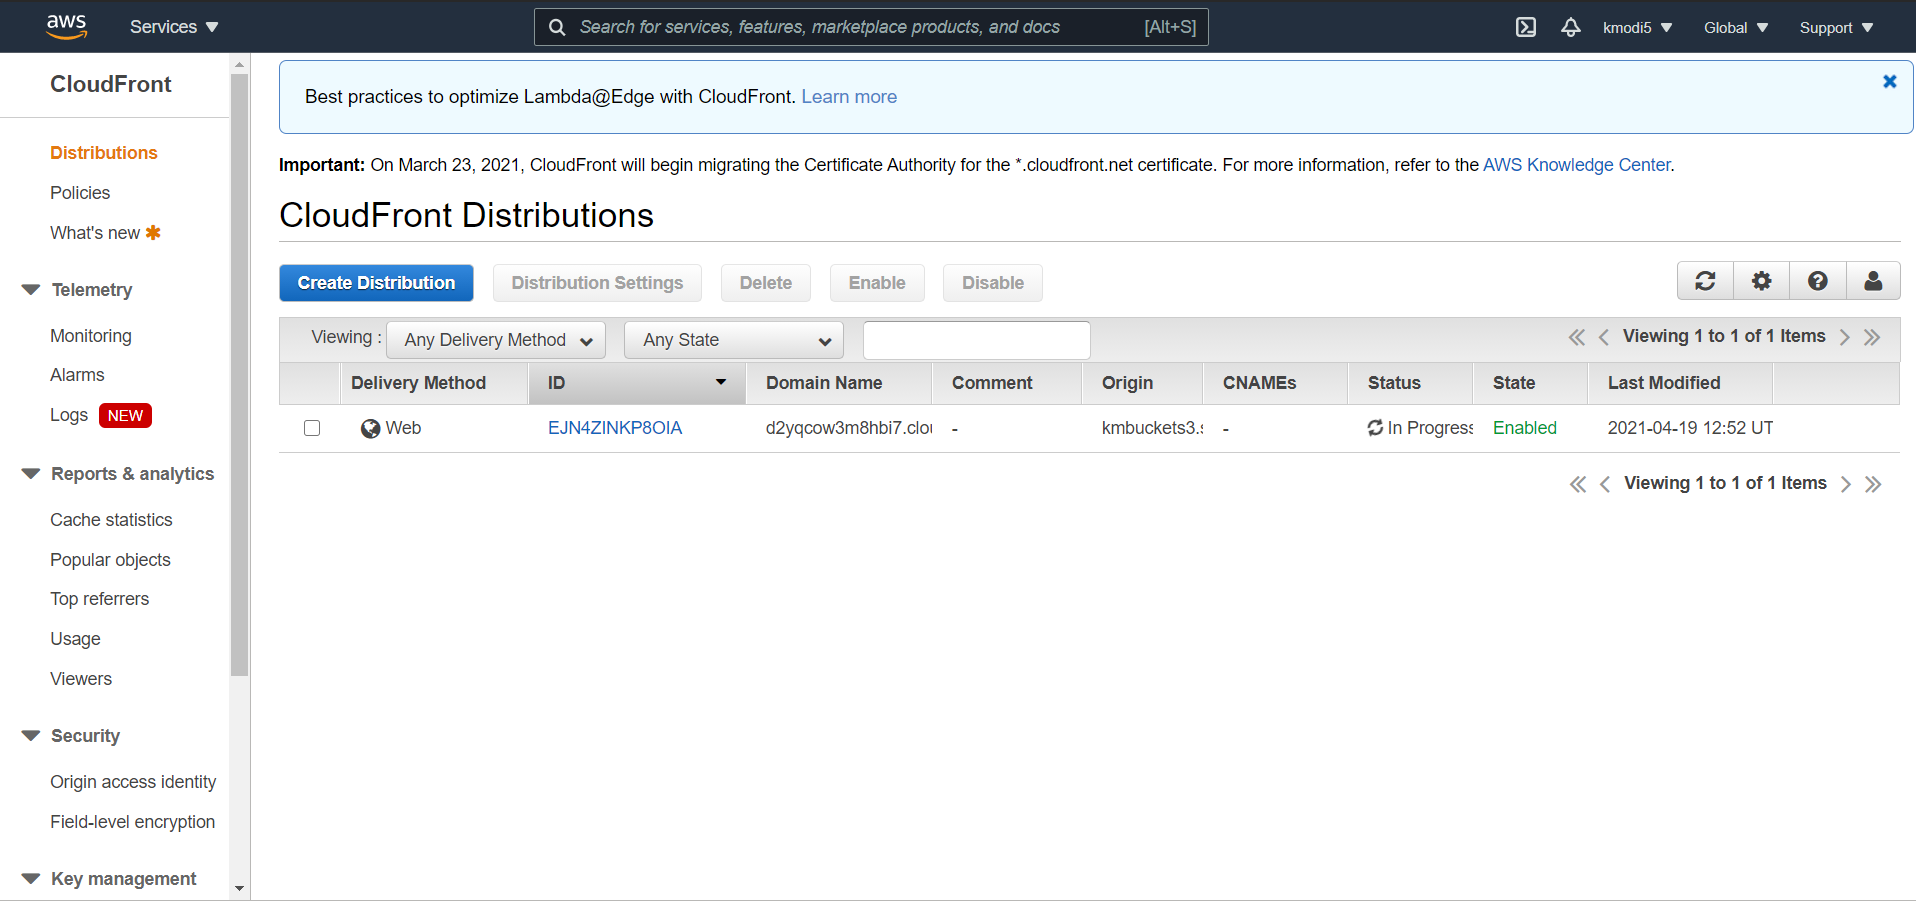 aws
Services
Search for services, features, marketplace products, and docs [Alt+S]
kmodi5
Global
Support
CloudFront
Distributions
Policies
What's new
Telemetry
Monitoring
Alarms
Logs NEW
Reports & analytics
Cache statistics
Popular objects
Top referrers
Usage
Viewers
Security
Origin access identity
Field-level encryption
Key management
Best practices to optimize Lambda@Edge with CloudFront. Learn more
Important: On March 23, 2021, CloudFront will begin migrating the Certificate Authority for the *.cloudfront.net certificate. For more information, refer to the AWS Knowledge Center.
CloudFront Distributions
Create Distribution Distribution Settings Delete Enable Disable
Viewing : Any Delivery Method Any State Viewing 1 to 1 of 1 Items
Delivery Method ID Domain Name Comment Origin CNAMEs Status State Last Modified
Web EJN4ZINKP8OIA d2yqcow3m8hbi7.clou - kmbuckets3.s - In Progress Enabled 2021-04-19 12:52 UT
Viewing 1 to 1 of 1 Items